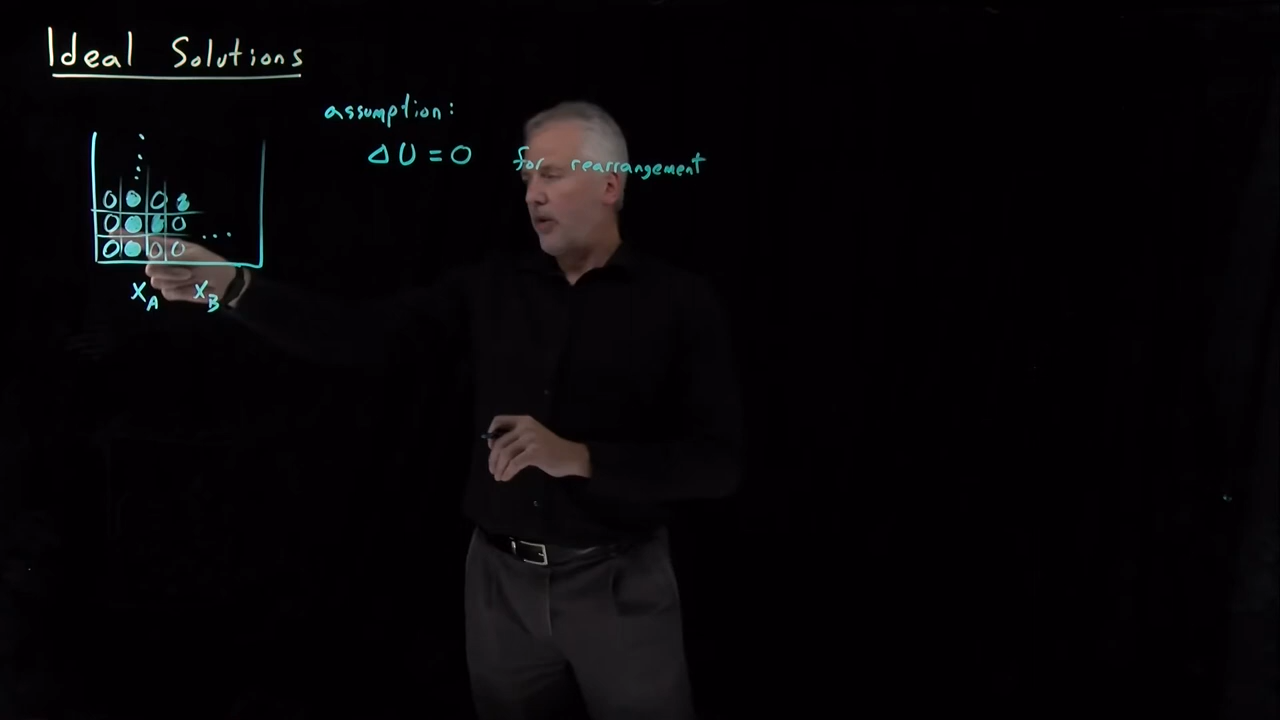 Ideal Solutions
assumption:
ΔU = 0 for rearrangement
...
X_A X_B